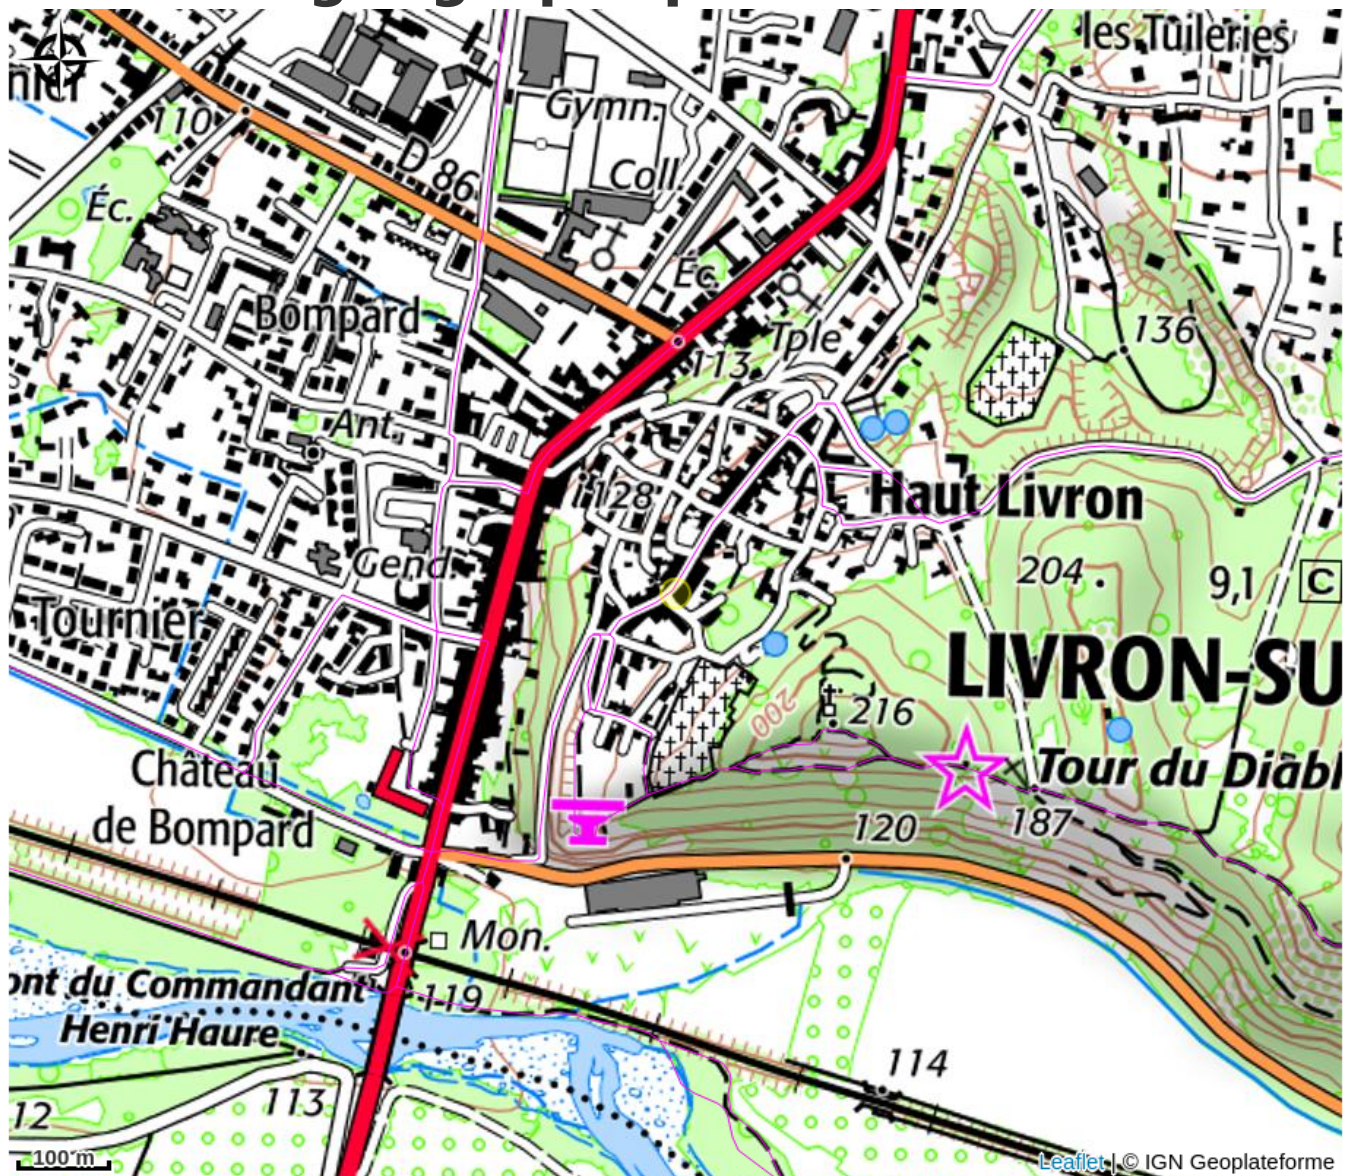 les Tuileries
nier
Gymn.
110
D 86
Coll.
Éc.
Éc.
Bompard
136
Tple
113
Ant.
128
Haut Livron
Gend.
204
9,1
C
Tournier
LIVRON-SU
200
216
Château
de Bompard
Tour du Diabl
120
187
Mon.
ont du Commandant
Henri Haure
119
114
113
12
100 m
Leaflet | © IGN Geoplateforme